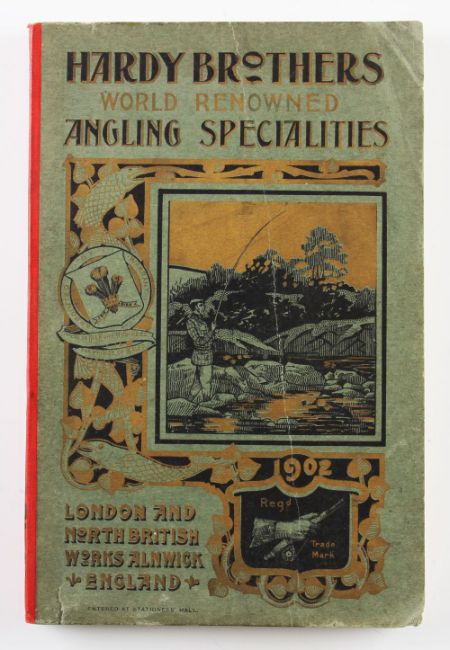 HARDY BROTHERS
WORLD RENOWNED
ANGLING SPECIALITIES
1902
Regd
Trade
Mark
LONDON AND
NORTH BRITISH
WORKS ALNWICK
ENGLAND
ENTERED AT STATIONERS' HALL.